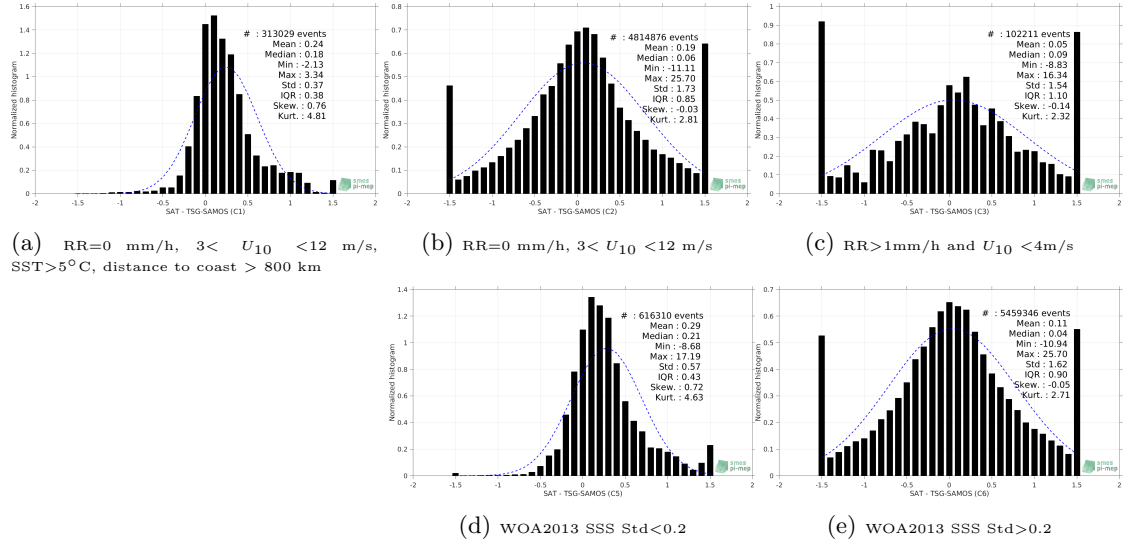 1.6
1.4
1.2
1
0.8
0.6
0.4
0.2
0
Normalized histogram
# : 313029 events
Mean : 0.24
Median : 0.18
Min : -2.13
Max : 3.34
Std : 0.37
IQR : 0.38
Skew. : 0.76
Kurt. : 4.81
smos
pi-mep
-2 -1.5 -1 -0.5 0 0.5 1 1.5 2
SAT - TSG-SAMOS (C1)
(a) RR=0 mm/h, 3< U10 <12 m/s,
SST>5°C, distance to coast > 800 km
0.8
0.7
0.6
0.5
0.4
0.3
0.2
0.1
0
Normalized histogram
# : 4814876 events
Mean : 0.19
Median : 0.06
Min : -11.11
Max : 25.70
Std : 1.73
IQR : 0.85
Skew. : -0.03
Kurt. : 2.81
smos
pi-mep
-2 -1.5 -1 -0.5 0 0.5 1 1.5 2
SAT - TSG-SAMOS (C2)
(b) RR=0 mm/h, 3< U10 <12 m/s
1
0.9
0.8
0.7
0.6
0.5
0.4
0.3
0.2
0.1
0
Normalized histogram
# : 102211 events
Mean : 0.05
Median : 0.09
Min : -8.83
Max : 16.34
Std : 1.54
IQR : 1.10
Skew. : -0.14
Kurt. : 2.32
smos
pi-mep
-2 -1.5 -1 -0.5 0 0.5 1 1.5 2
SAT - TSG-SAMOS (C3)
(c) RR>1mm/h and U10 <4m/s
1.4
1.2
1
0.8
0.6
0.4
0.2
0
Normalized histogram
# : 616310 events
Mean : 0.29
Median : 0.21
Min : -8.68
Max : 17.19
Std : 0.57
IQR : 0.43
Skew. : 0.72
Kurt. : 4.63
smos
pi-mep
-2 -1.5 -1 -0.5 0 0.5 1 1.5 2
SAT - TSG-SAMOS (C5)
(d) WOA2013 SSS Std<0.2
0.7
0.6
0.5
0.4
0.3
0.2
0.1
0
Normalized histogram
# : 5459346 events
Mean : 0.11
Median : 0.04
Min : -10.94
Max : 25.70
Std : 1.62
IQR : 0.90
Skew. : -0.05
Kurt. : 2.71
smos
pi-mep
-2 -1.5 -1 -0.5 0 0.5 1 1.5 2
SAT - TSG-SAMOS (C6)
(e) WOA2013 SSS Std>0.2